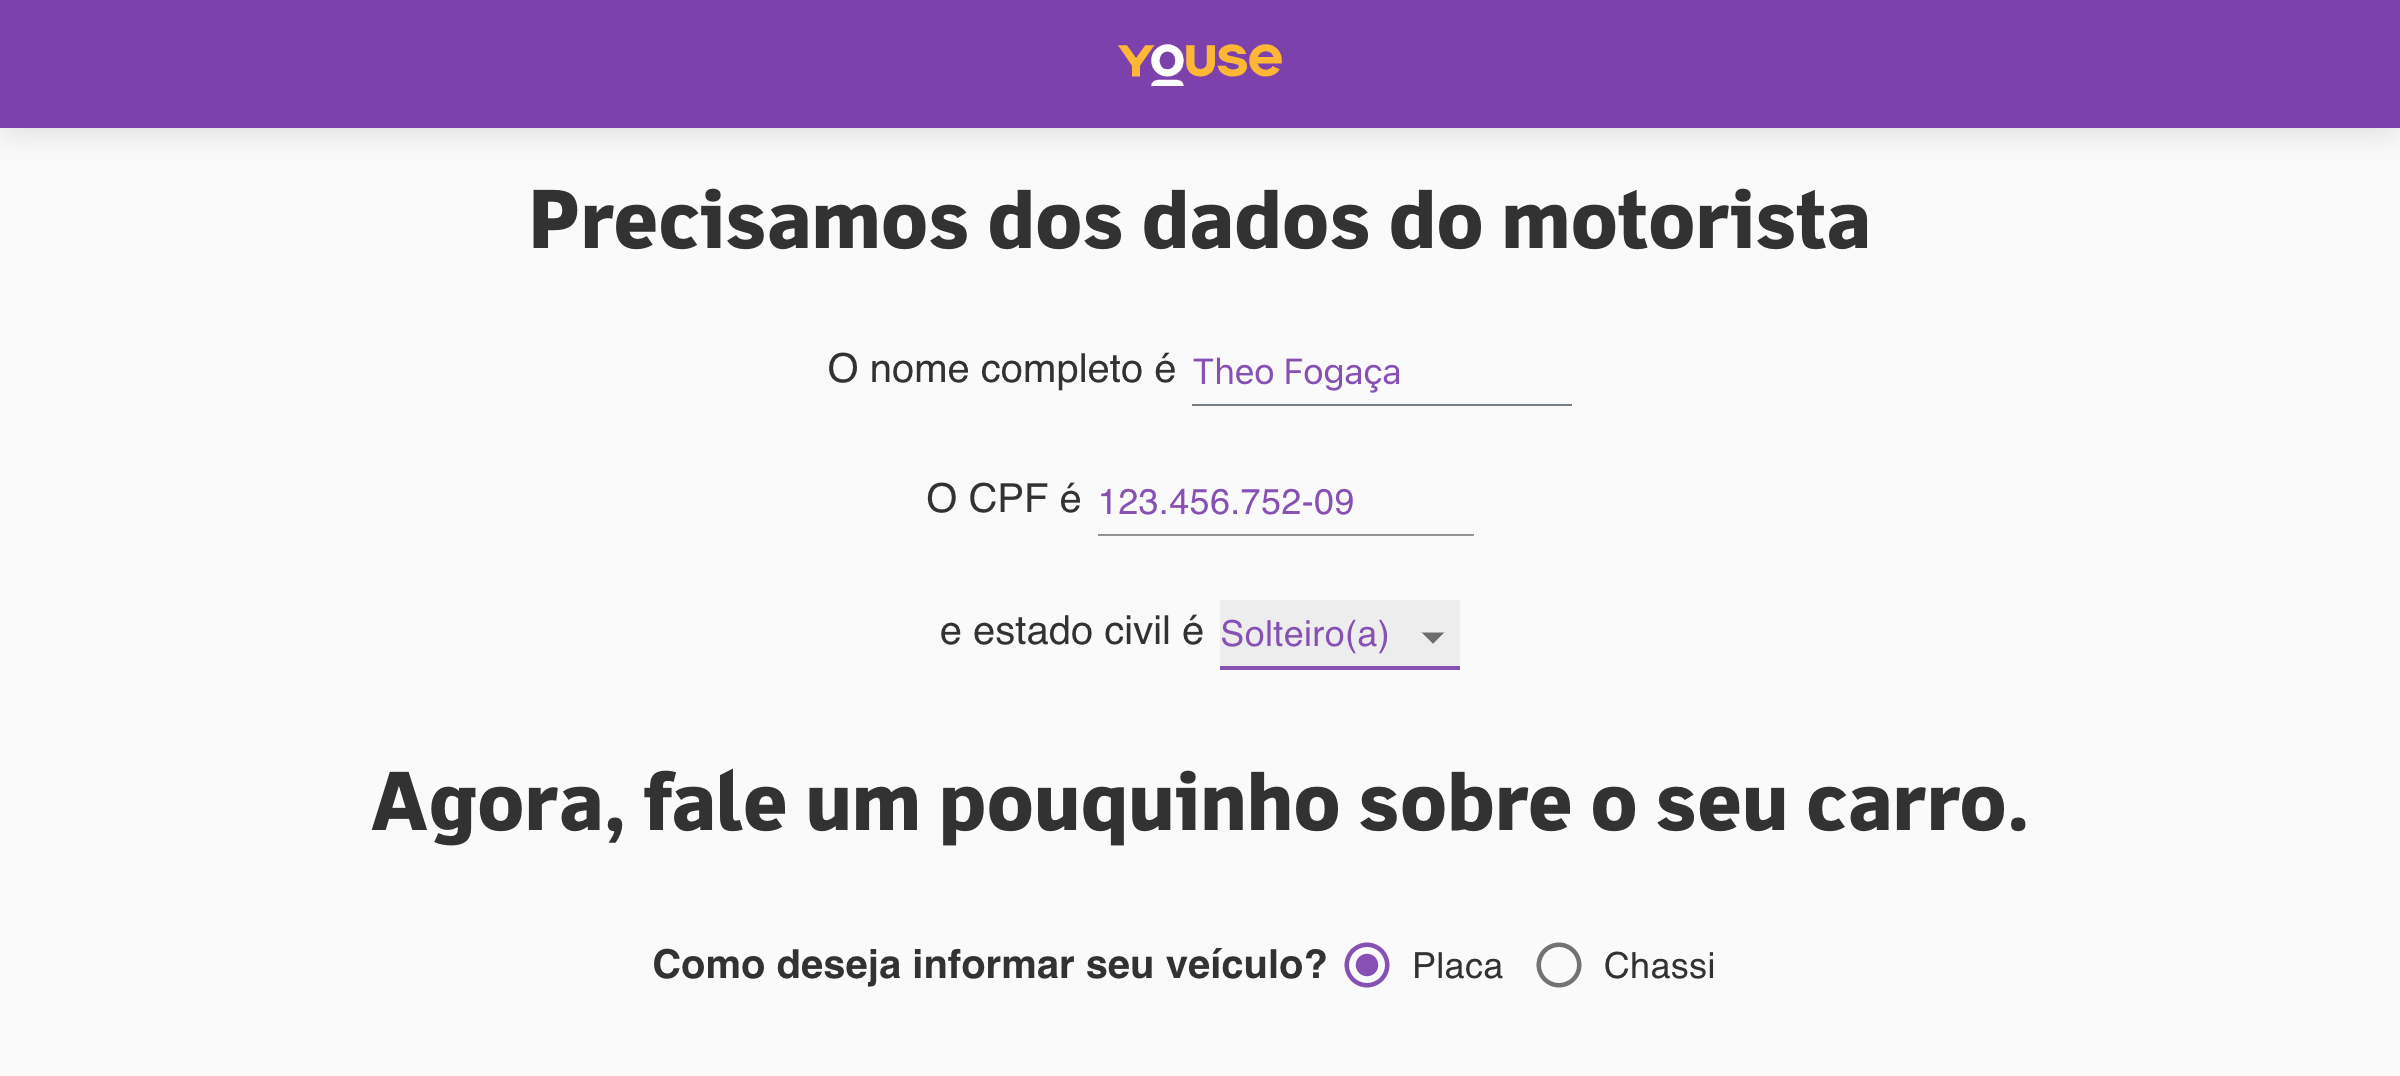 YOUSE
Precisamos dos dados do motorista
O nome completo é Theo Fogaça
O CPF é 123.456.752-09
e estado civil é Solteiro(a)
Agora, fale um pouquinho sobre o seu carro.
Como deseja informar seu veículo? Placa Chassi